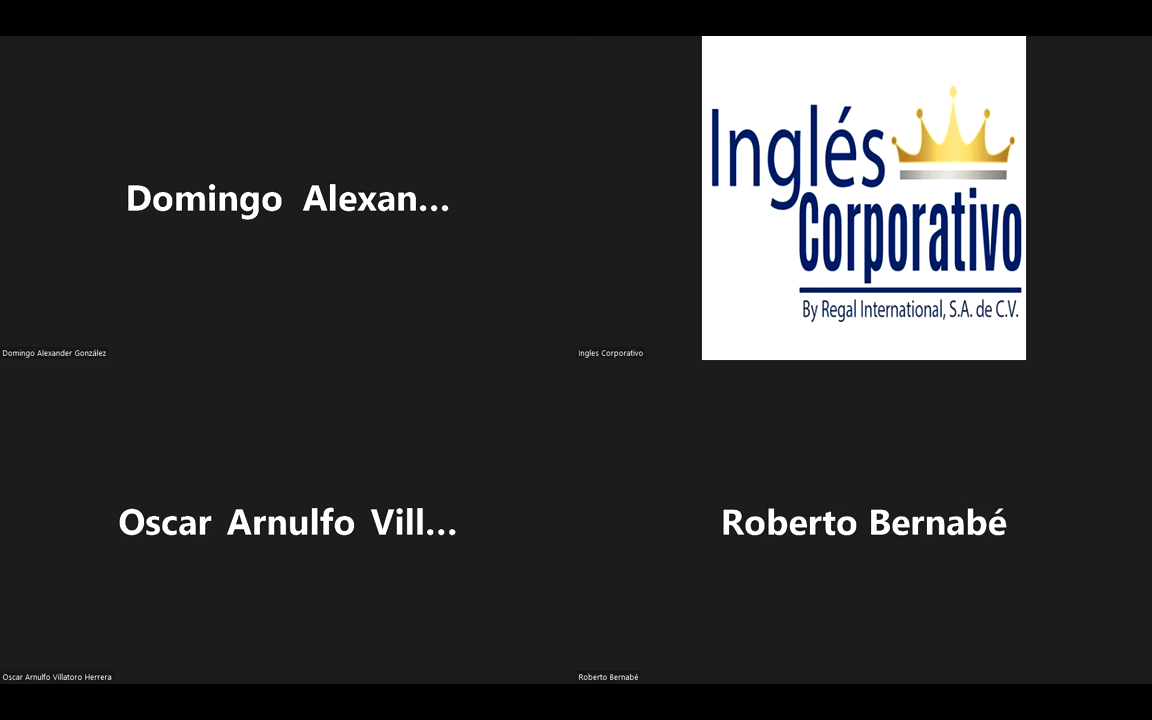 Domingo Alexan...
Domingo Alexander González
Inglés
Corporativo
By Regal International, S.A. de C.V.
Ingles Corporativo
Oscar Arnulfo Vill...
Oscar Arnulfo Villatoro Herrera
Roberto Bernabé
Roberto Bernabé